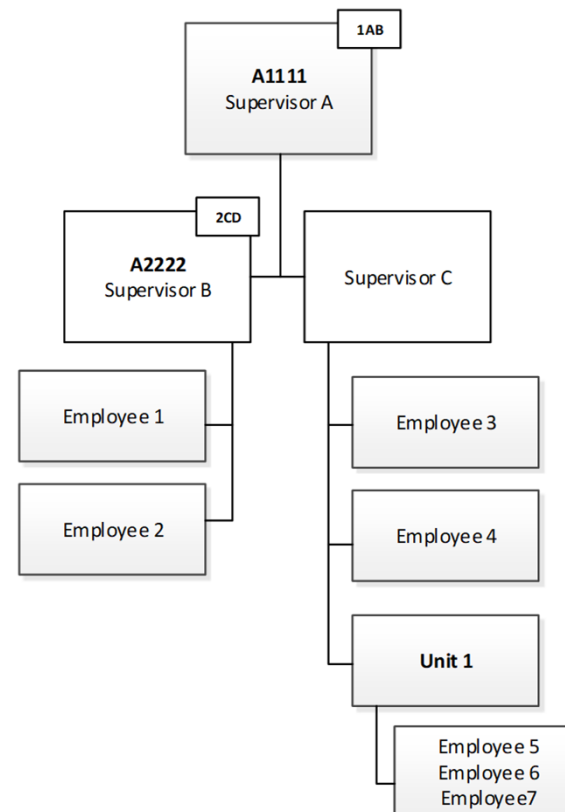 1AB
A1111
Supervisor A
2CD
A2222
Supervisor B
Supervisor C
Employee 1
Employee 2
Employee 3
Employee 4
Unit 1
Employee 5
Employee 6
Employee7